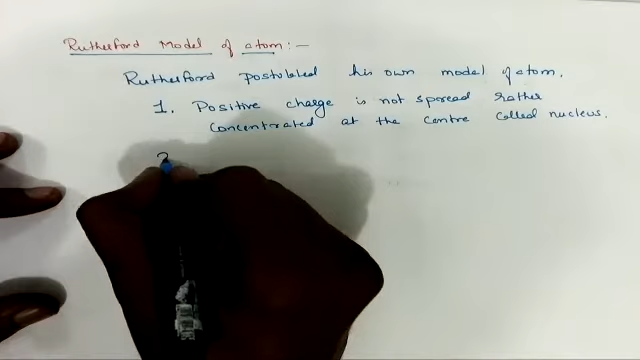 Rutherford Model of atom:-
Rutherford postulated his own model of atom.
1. Positive charge is not spread rather
concentrated at the centre called nucleus.
2